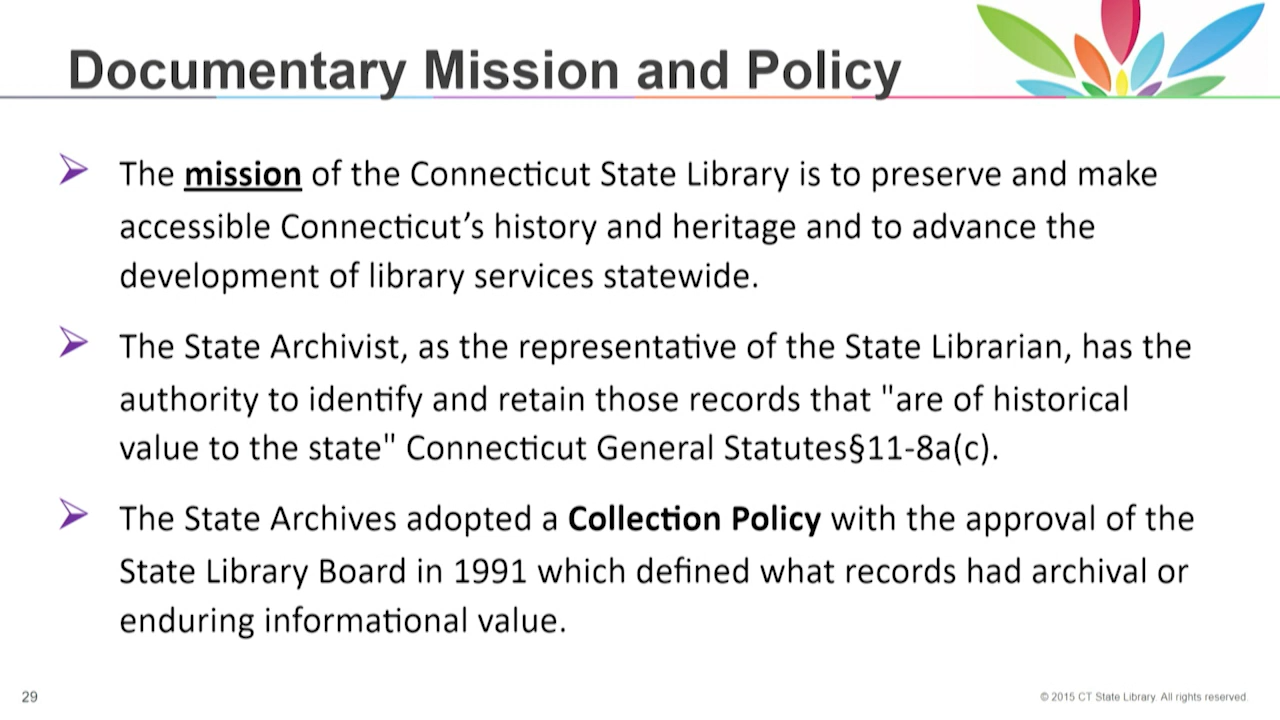 Documentary Mission and Policy
The mission of the Connecticut State Library is to preserve and make
accessible Connecticut’s history and heritage and to advance the
development of library services statewide.
The State Archivist, as the representative of the State Librarian, has the
authority to identify and retain those records that "are of historical
value to the state" Connecticut General Statutes§11-8a(c).
The State Archives adopted a Collection Policy with the approval of the
State Library Board in 1991 which defined what records had archival or
enduring informational value.
29
© 2015 CT State Library. All rights reserved.